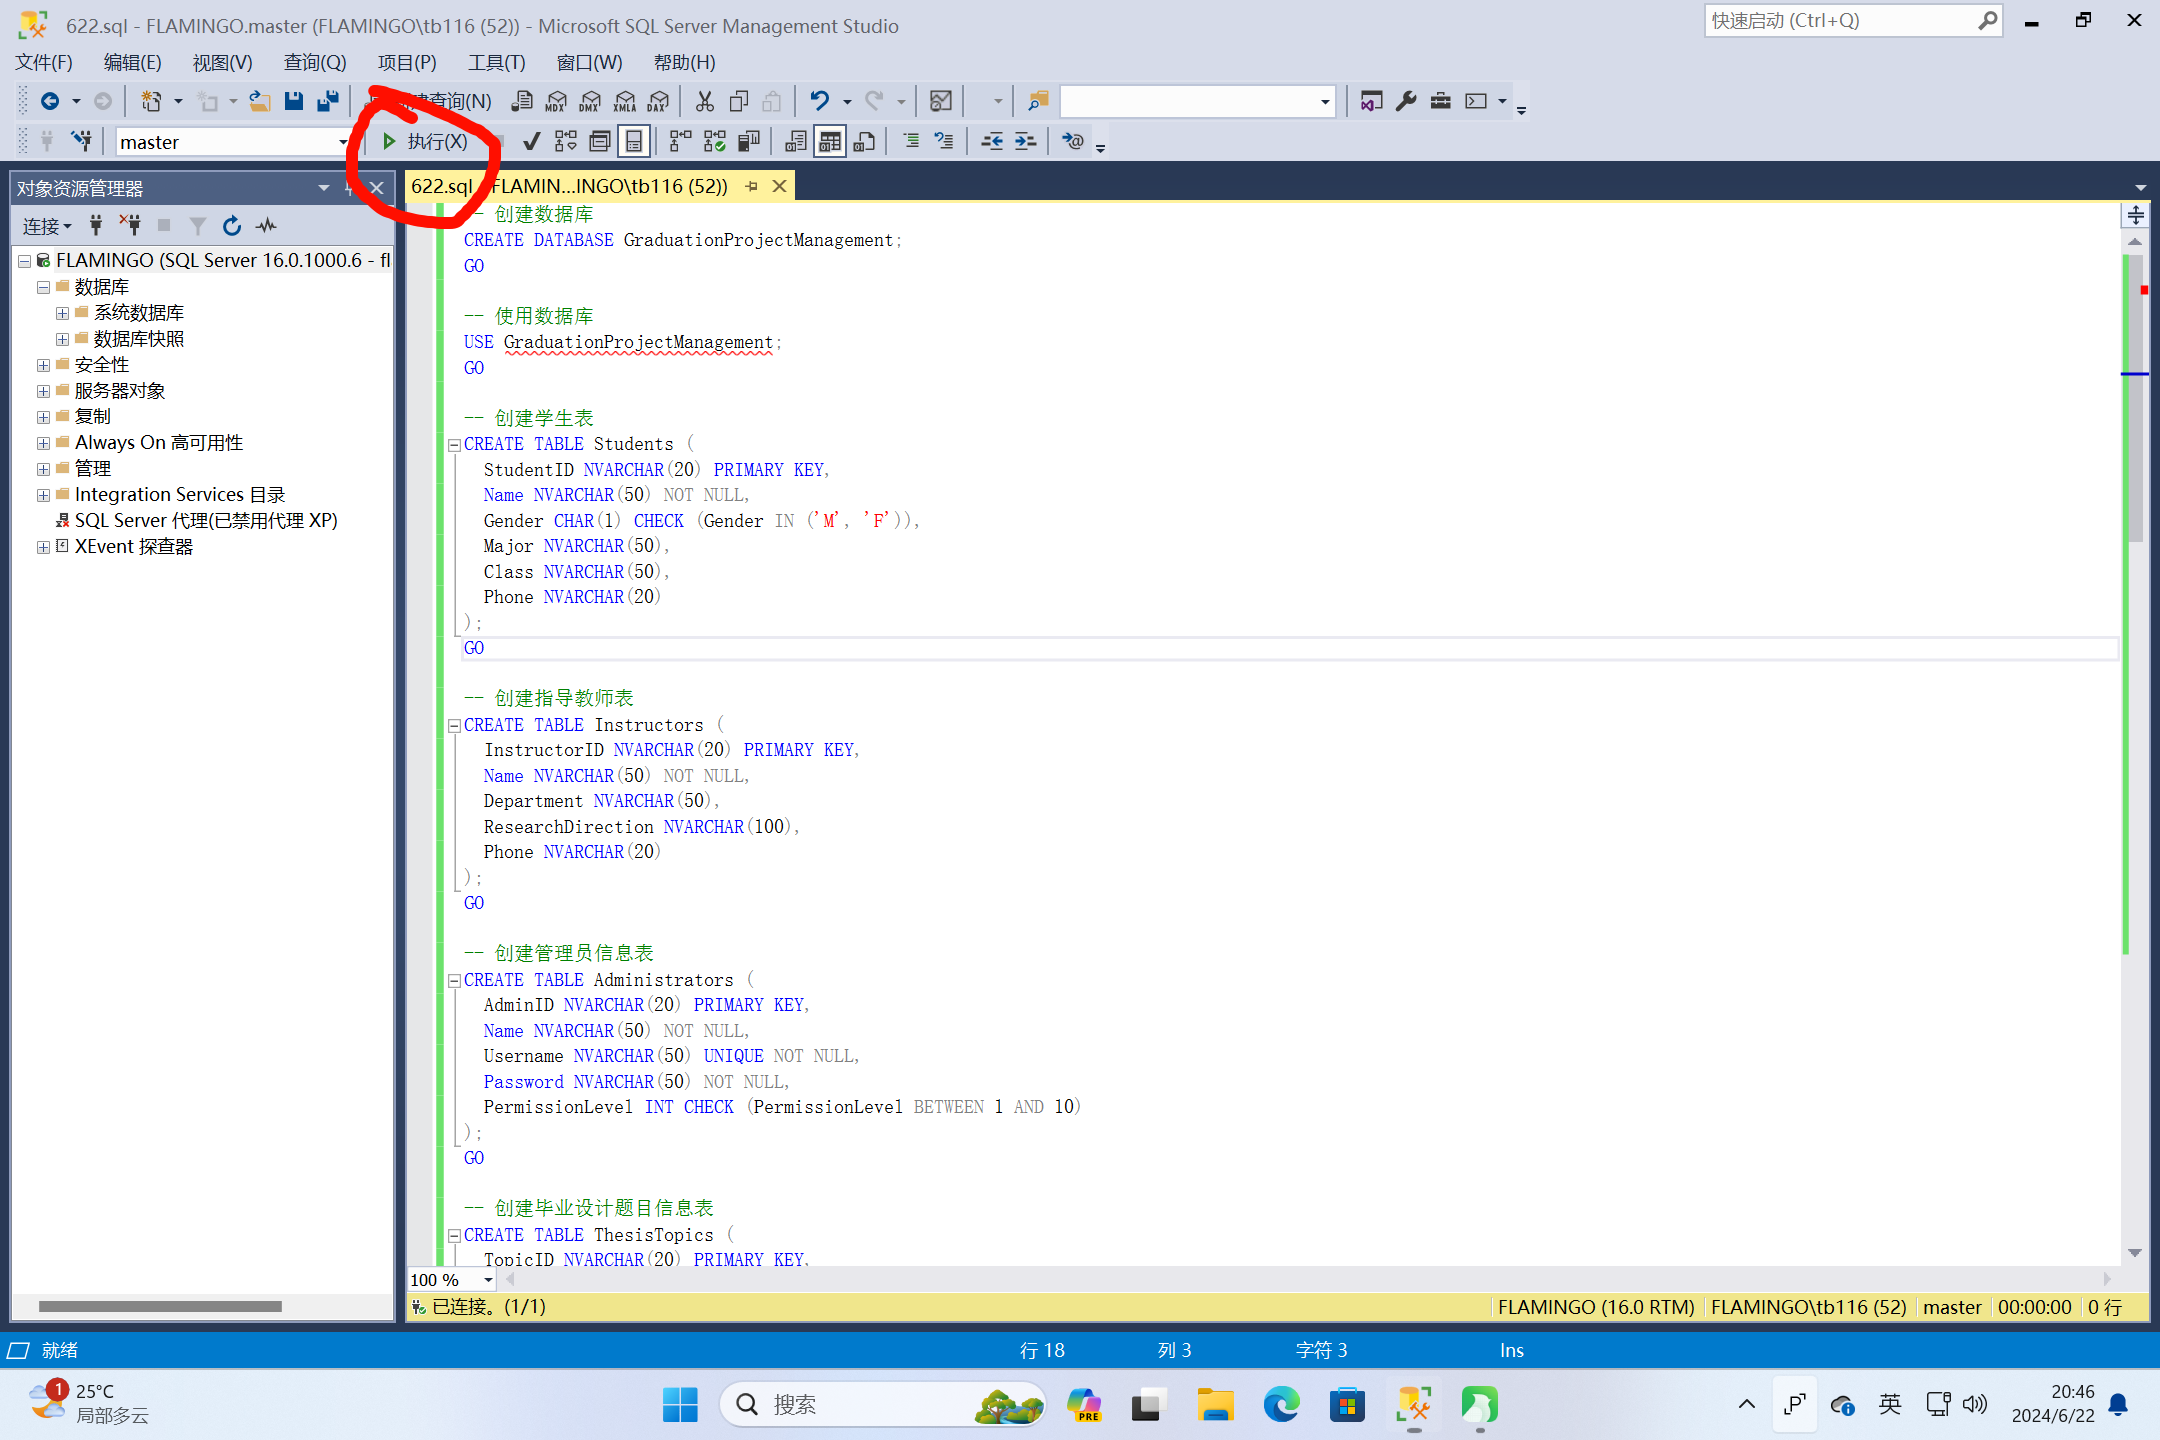 622.sql - FLAMINGO.master (FLAMINGO\tb116 (52)) - Microsoft SQL Server Management Studio
快速启动 (Ctrl+Q)
文件(F) 编辑(E) 视图(V) 查询(Q) 项目(P) 工具(T) 窗口(W) 帮助(H)
建查询(N) MDX DMX XMLA DAX
master 执行(X)
对象资源管理器
622.sql FLAMIN...INGO\tb116 (52))
连接
FLAMINGO (SQL Server 16.0.1000.6 - fl
数据库
系统数据库
数据库快照
安全性
服务器对象
复制
Always On 高可用性
管理
Integration Services 目录
SQL Server 代理(已禁用代理 XP)
XEvent 探查器
-- 创建数据库
CREATE DATABASE GraduationProjectManagement;
GO
-- 使用数据库
USE GraduationProjectManagement;
GO
-- 创建学生表
CREATE TABLE Students (
StudentID NVARCHAR(20) PRIMARY KEY,
Name NVARCHAR(50) NOT NULL,
Gender CHAR(1) CHECK (Gender IN ('M', 'F')),
Major NVARCHAR(50),
Class NVARCHAR(50),
Phone NVARCHAR(20)
);
GO
-- 创建指导教师表
CREATE TABLE Instructors (
InstructorID NVARCHAR(20) PRIMARY KEY,
Name NVARCHAR(50) NOT NULL,
Department NVARCHAR(50),
ResearchDirection NVARCHAR(100),
Phone NVARCHAR(20)
);
GO
-- 创建管理员信息表
CREATE TABLE Administrators (
AdminID NVARCHAR(20) PRIMARY KEY,
Name NVARCHAR(50) NOT NULL,
Username NVARCHAR(50) UNIQUE NOT NULL,
Password NVARCHAR(50) NOT NULL,
PermissionLevel INT CHECK (PermissionLevel BETWEEN 1 AND 10)
);
GO
-- 创建毕业设计题目信息表
CREATE TABLE ThesisTopics (
TopicID NVARCHAR(20) PRIMARY KEY,
100 %
已连接。(1/1) FLAMINGO (16.0 RTM) FLAMINGO\tb116 (52) master 00:00:00 0 行
就绪 行 18 列 3 字符 3 Ins
1 25°C
局部多云
搜索
PRE
英
20:46
2024/6/22